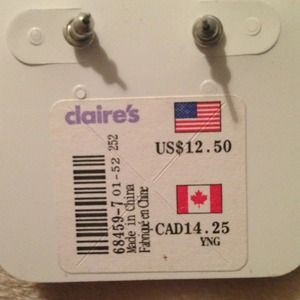 claire's
US$12.50
CAD14.25
YNG
68459-7 01-52 252
Made in China
Fabriqué en Chine